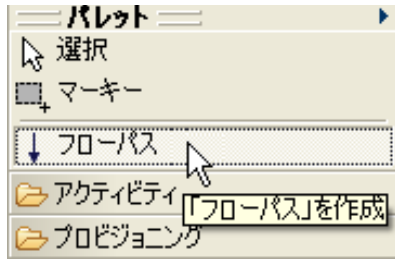 パレット
選択
マーキー
フローパス
アクティビティ
「フローパス」を作成
プロビジョニング